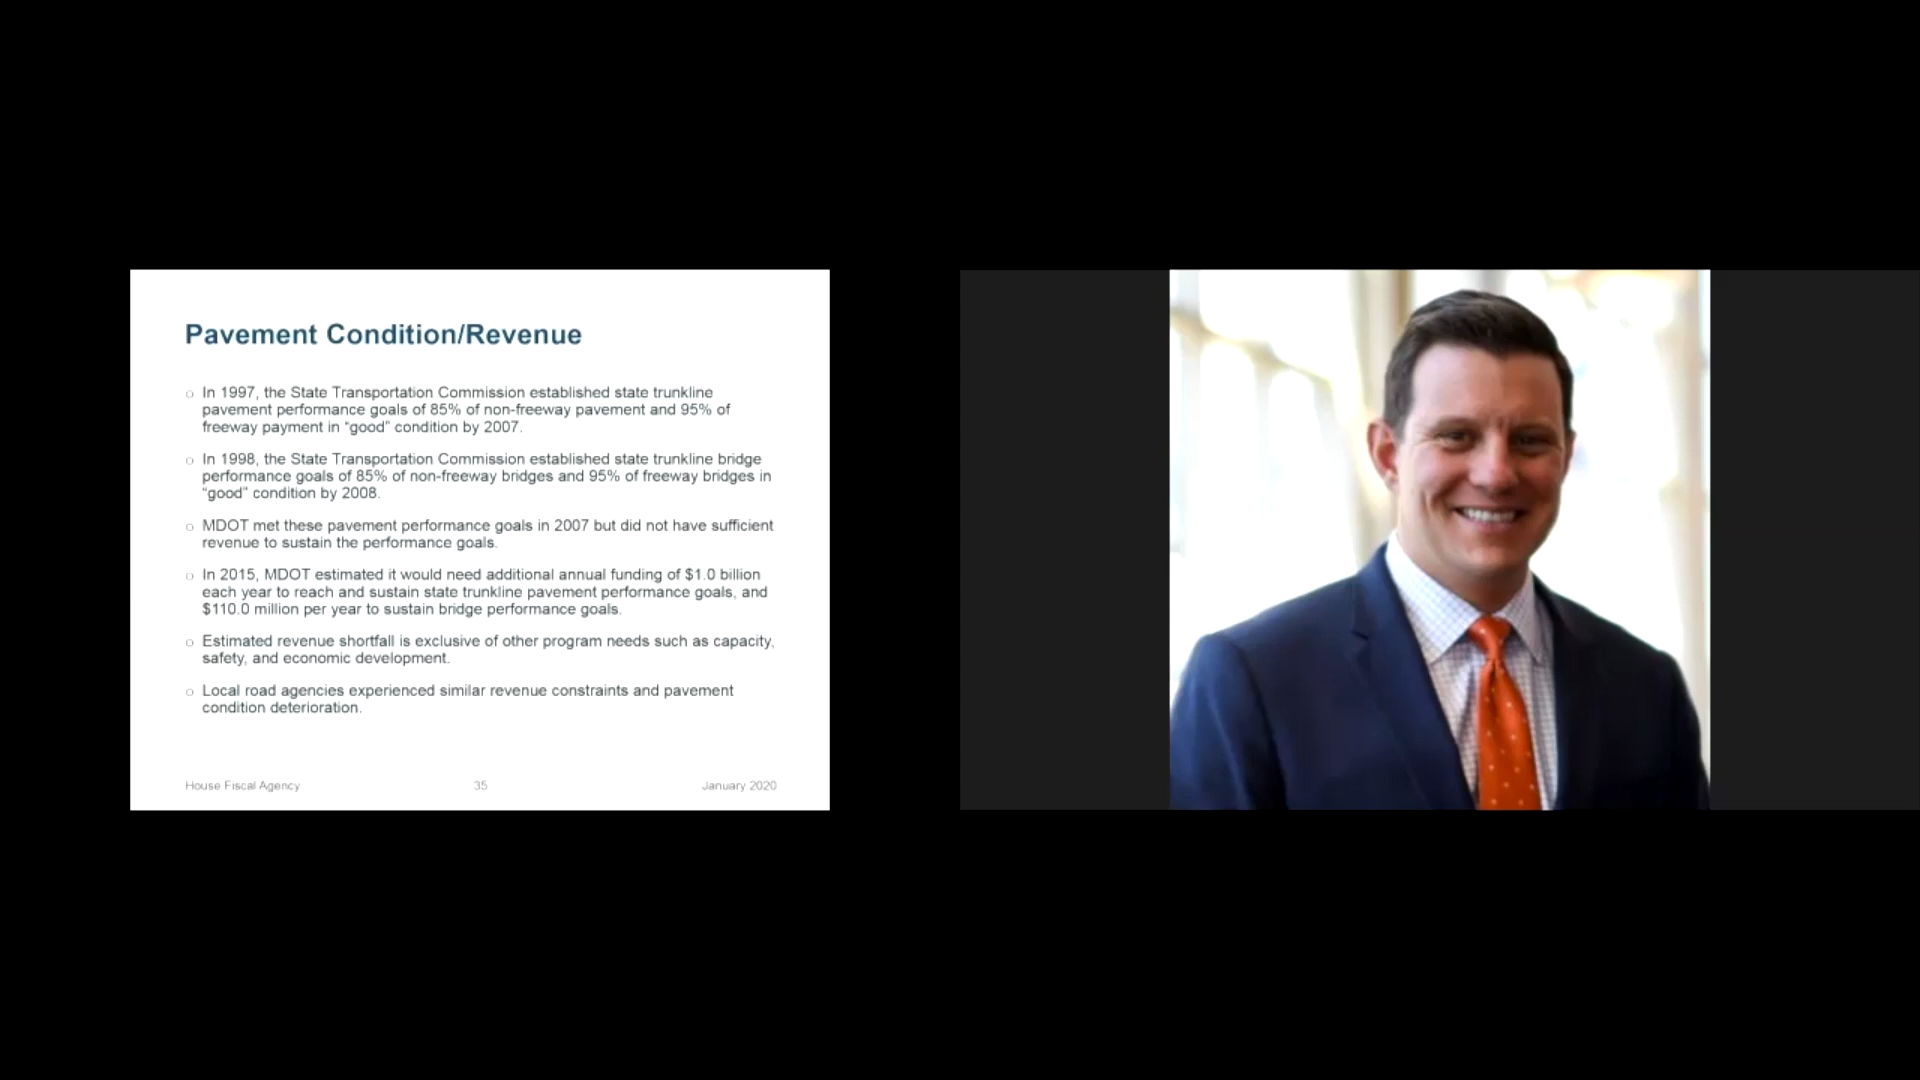 Pavement Condition/Revenue
In 1997, the State Transportation Commission established state trunkline
pavement performance goals of 85% of non-freeway pavement and 95% of
freeway payment in “good” condition by 2007.
In 1998, the State Transportation Commission established state trunkline bridge
performance goals of 85% of non-freeway bridges and 95% of freeway bridges in
“good” condition by 2008.
MDOT met these pavement performance goals in 2007 but did not have sufficient
revenue to sustain the performance goals.
In 2015, MDOT estimated it would need additional annual funding of $1.0 billion
each year to reach and sustain state trunkline pavement performance goals, and
$110.0 million per year to sustain bridge performance goals.
Estimated revenue shortfall is exclusive of other program needs such as capacity,
safety, and economic development.
Local road agencies experienced similar revenue constraints and pavement
condition deterioration.
House Fiscal Agency 35 January 2020